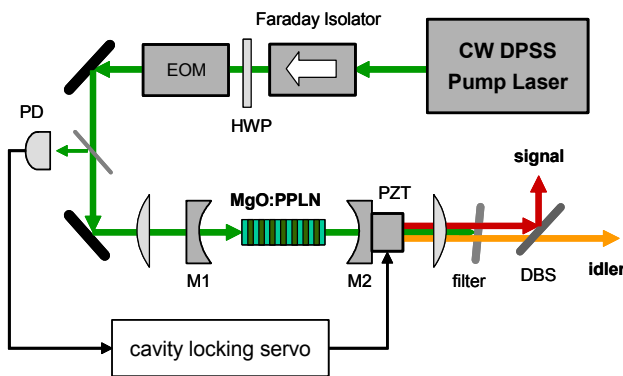 Faraday Isolator
CW DPSS
Pump Laser
EOM
HWP
PD
signal
MgO:PPLN
PZT
M1
M2
filter
DBS
idler
cavity locking servo